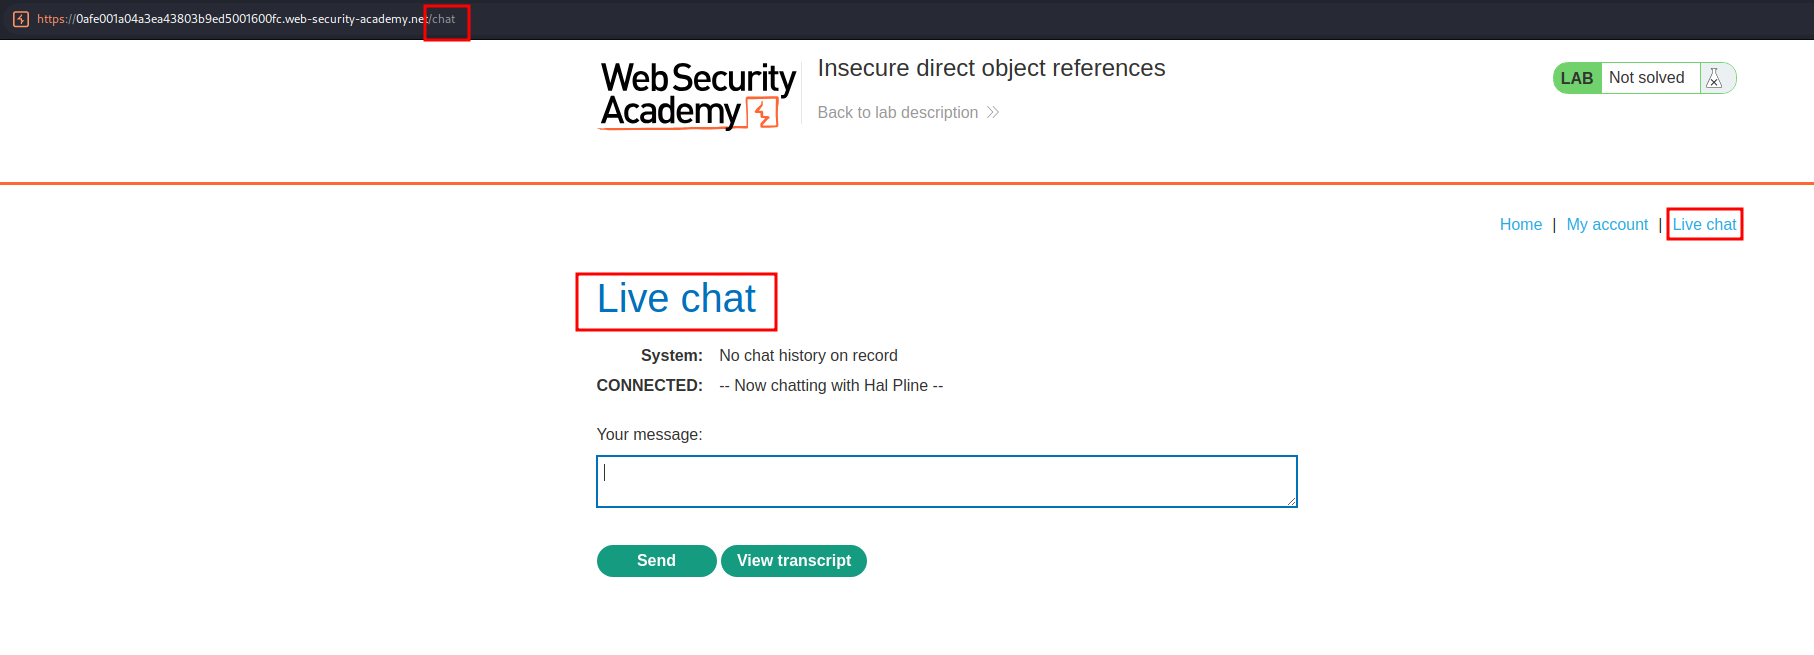 https://0afe001a04a3ea43803b9ed5001600fc.web-security-academy.net/chat
Web Security
Academy
Insecure direct object references
Back to lab description
LAB Not solved
Home | My account | Live chat
Live chat
System: No chat history on record
CONNECTED: -- Now chatting with Hal Pline --
Your message:
Send View transcript